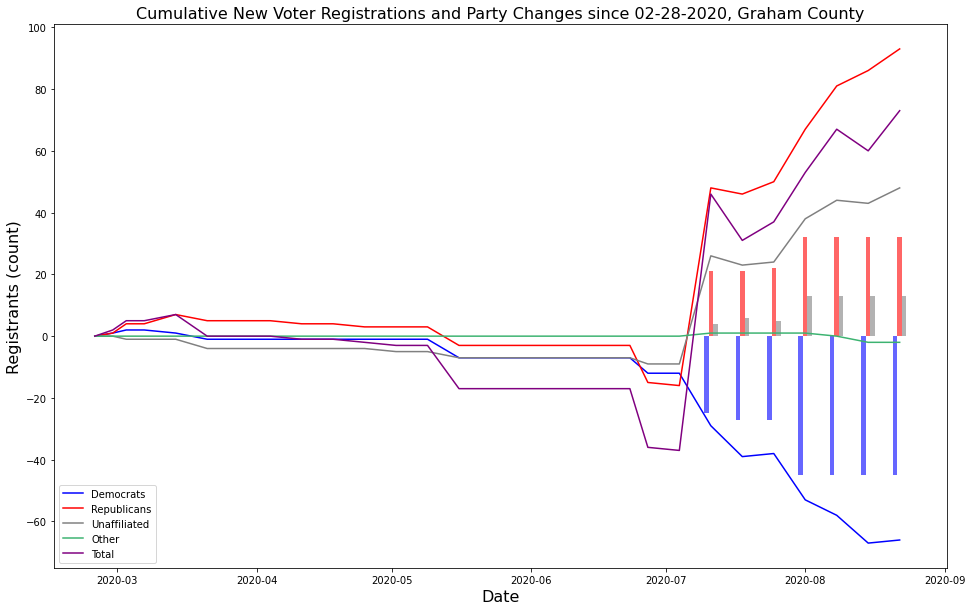 Cumulative New Voter Registrations and Party Changes since 02-28-2020, Graham County
100
80
60
40
20
0
−20
−40
−60
Registrants (count)
Democrats
Republicans
Unaffiliated
Other
Total
2020-03
2020-04
2020-05
2020-06
2020-07
2020-08
2020-09
Date